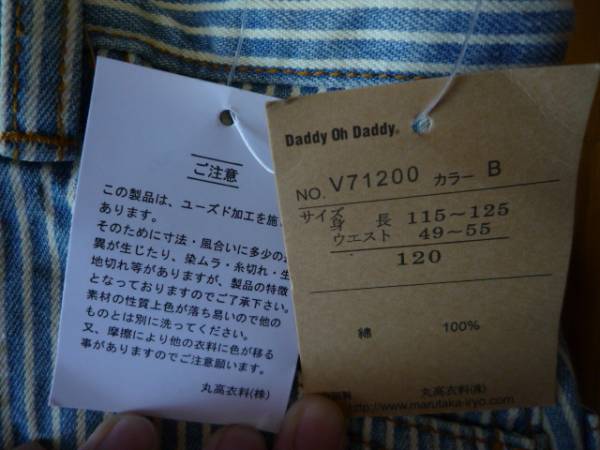 ご注意
この製品は、ユーズド加工を施
あります。
そのために寸法・風合いに多少の
異が生じたり、染ムラ・糸切れ・生
地切れ等がありますが、製品の特徴
となっておりますのでご了承下さい。
素材の性質上色が落ち易いので他の
ものとは別に洗ってください。
又、摩擦により他の衣料に色が移る
事がありますのでご注意願います。
丸高衣料(株)
Daddy Oh Daddy®
NO. V71200 カラー B
サイズ
身長 115～125
ウエスト 49～55
120
綿 100%
丸高衣料(株)
http://www.marutaka-iryo.com/